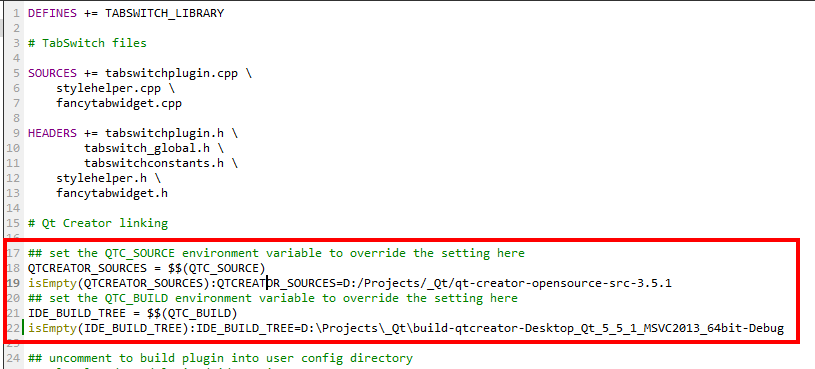 1 DEFINES += TABSWITCH_LIBRARY
2
3 # TabSwitch files
4
5 SOURCES += tabswitchplugin.cpp \
6 stylehelper.cpp \
7 fancytabwidget.cpp
8
9 HEADERS += tabswitchplugin.h \
10 tabswitch_global.h \
11 tabswitchconstants.h \
12 stylehelper.h \
13 fancytabwidget.h
14
15 # Qt Creator linking
16
17 ## set the QTC_SOURCE environment variable to override the setting here
18 QTCREATOR_SOURCES = $$(QTC_SOURCE)
19 isEmpty(QTCREATOR_SOURCES):QTCREATOR_SOURCES=D:/Projects/_Qt/qt-creator-opensource-src-3.5.1
20 ## set the QTC_BUILD environment variable to override the setting here
21 IDE_BUILD_TREE = $$(QTC_BUILD)
22 isEmpty(IDE_BUILD_TREE):IDE_BUILD_TREE=D:\Projects\_Qt\build-qtcreator-Desktop_Qt_5_5_1_MSVC2013_64bit-Debug
24 ## uncomment to build plugin into user config directory